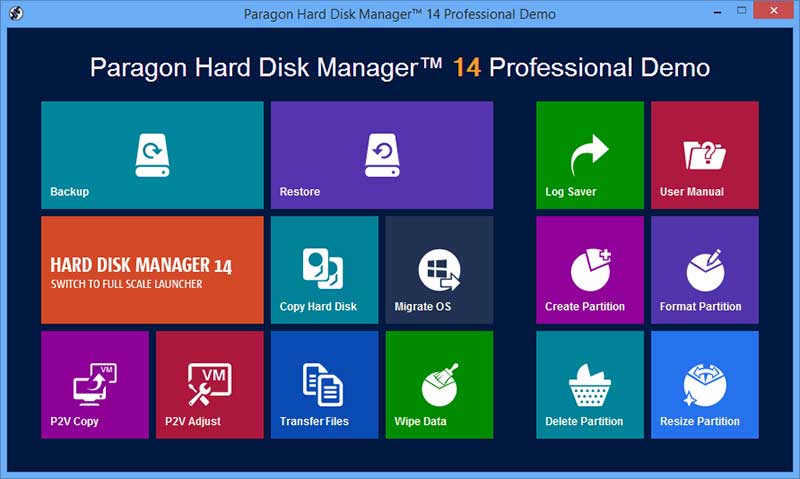 Paragon Hard Disk Manager™ 14 Professional Demo
Paragon Hard Disk Manager™ 14 Professional Demo
Backup
Restore
Log Saver
User Manual
HARD DISK MANAGER 14
SWITCH TO FULL SCALE LAUNCHER
Copy Hard Disk
Migrate OS
Create Partition
Format Partition
VM
VM
P2V Copy
P2V Adjust
Transfer Files
Wipe Data
Delete Partition
Resize Partition